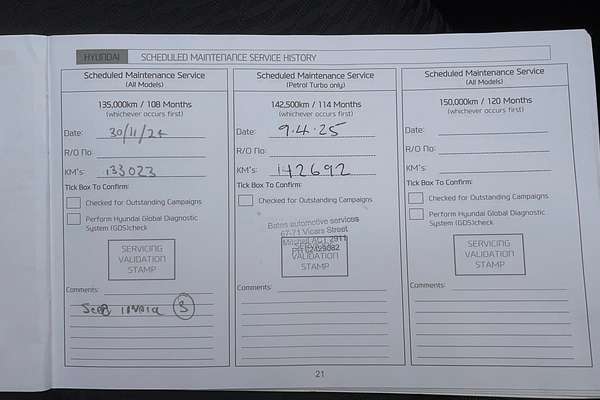 HYUNDAI SCHEDULED MAINTENANCE SERVICE HISTORY
Scheduled Maintenance Service
(All Models)
135,000km / 108 Months
(whichever occurs first)
Date: 30/11/24
R/O No:
KM's: 133023
Tick Box To Confirm:
Checked for Outstanding Campaigns
Perform Hyundai Global Diagnostic
System (GDS)check
SERVICING
VALIDATION
STAMP
Comments:
Scheduled Maintenance Service
(Petrol Turbo only)
142,500km / 114 Months
(whichever occurs first)
Date: 9.4.25
R/O No:
KM's: 142692
Tick Box To Confirm:
Checked for Outstanding Campaigns
Bates automotive services
67-71 Vicars Street
Mitchell ACT 2911
SERVICING
VALIDATION
STAMP
Comments:
Scheduled Maintenance Service
(All Models)
150,000km / 120 Months
(whichever occurs first)
Date:
R/O No:
KM's:
Tick Box To Confirm:
Checked for Outstanding Campaigns
Perform Hyundai Global Diagnostic
System (GDS)check
SERVICING
VALIDATION
STAMP
Comments:
21